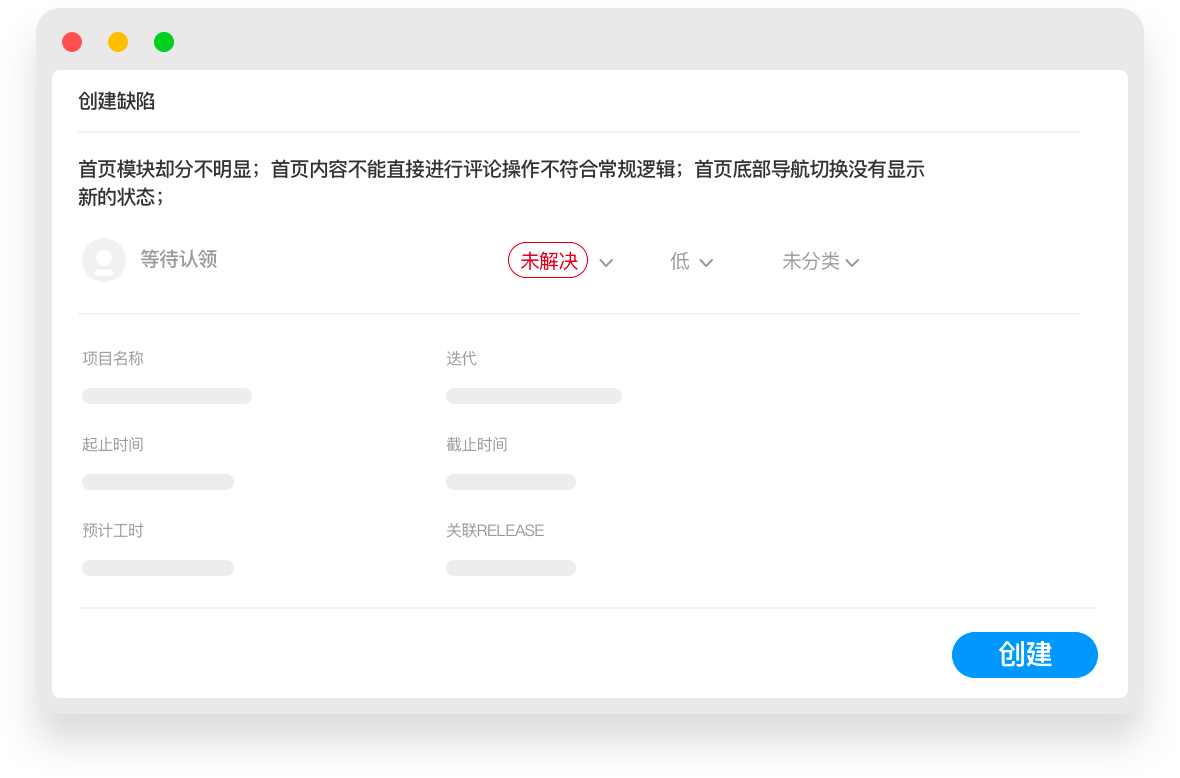 创建缺陷
首页模块却分不明显；首页内容不能直接进行评论操作不符合常规逻辑；首页底部导航切换没有显示
新的状态；
等待认领 未解决 低 未分类
项目名称 迭代
起止时间 截止时间
预计工时 关联RELEASE
创建